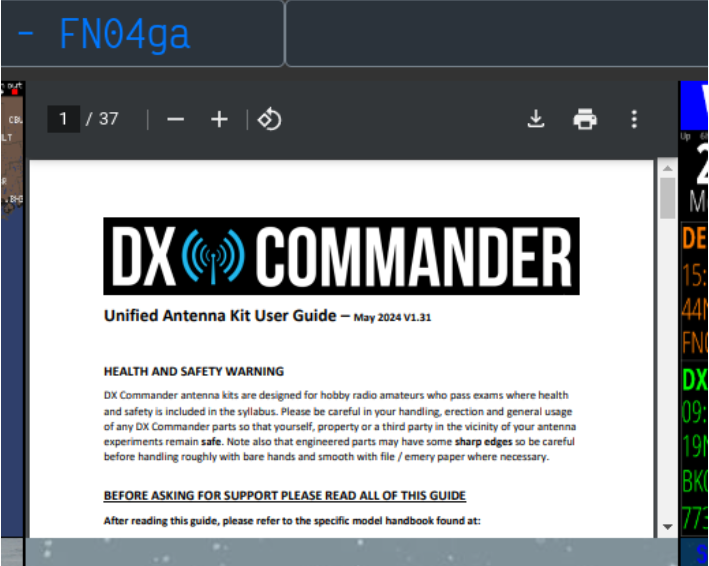 - FN04ga
1 / 37
DX COMMANDER
Unified Antenna Kit User Guide – May 2024 V1.31
HEALTH AND SAFETY WARNING
DX Commander antenna kits are designed for hobby radio amateurs who pass exams where health
and safety is included in the syllabus. Please be careful in your handling, erection and general usage
of any DX Commander parts so that yourself, property or a third party in the vicinity of your antenna
experiments remain safe. Note also that engineered parts may have some sharp edges so be careful
before handling roughly with bare hands and smooth with file / emery paper where necessary.
BEFORE ASKING FOR SUPPORT PLEASE READ ALL OF THIS GUIDE
After reading this guide, please refer to the specific model handbook found at:
Up
DE
15:
DX
09:
773